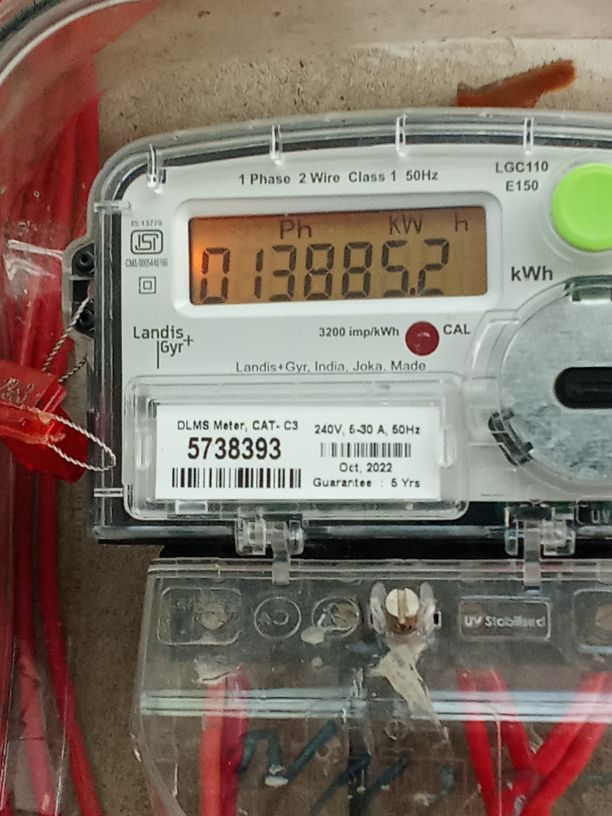 1 Phase 2 Wire Class 1 50Hz
LGC110
E150
IS 13779
ISI
Ph kW h
013885.2
kWh
Landis
Gyr+
3200 imp/kWh CAL
Landis+Gyr, India, Joka, Made
DLMS Meter, CAT- C3
5738393
240V, 5-30 A, 50Hz
Oct, 2022
Guarantee : 5 Yrs
UV
UV Stabilised